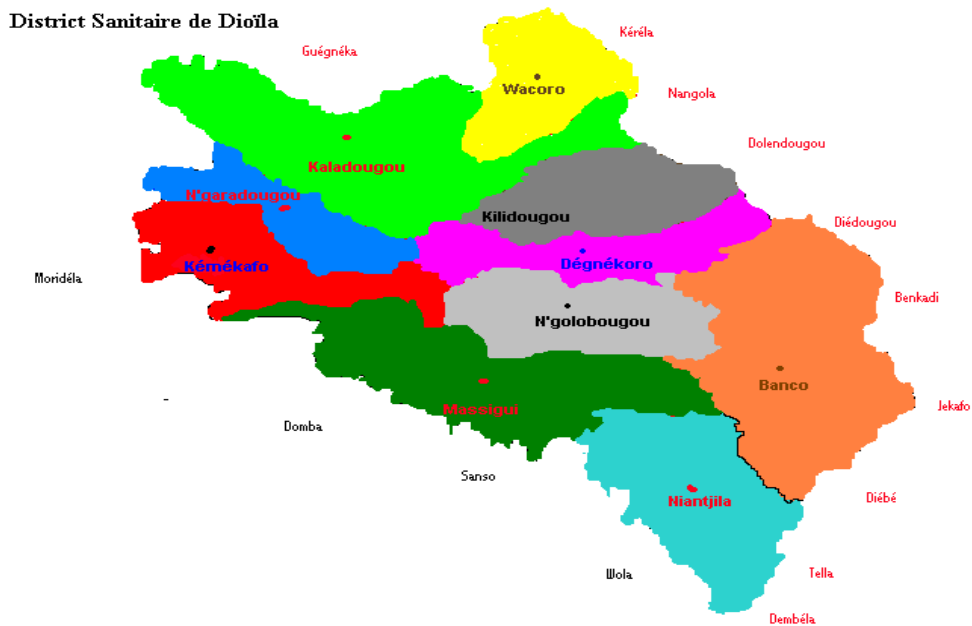 District Sanitaire de Dioïla
Kéréla
Guégnéka
Wacoro
Nangola
Dolendougou
Kaladougou
N'garadougou
Kilidougou
Diédougou
Kémékafo
Dégnékoro
Moridéla
Benkadi
N'golobougou
Banco
Massigui
Jekafo
Domba
Sanso
Diébé
Niantjila
Wola
Tella
Dembéla